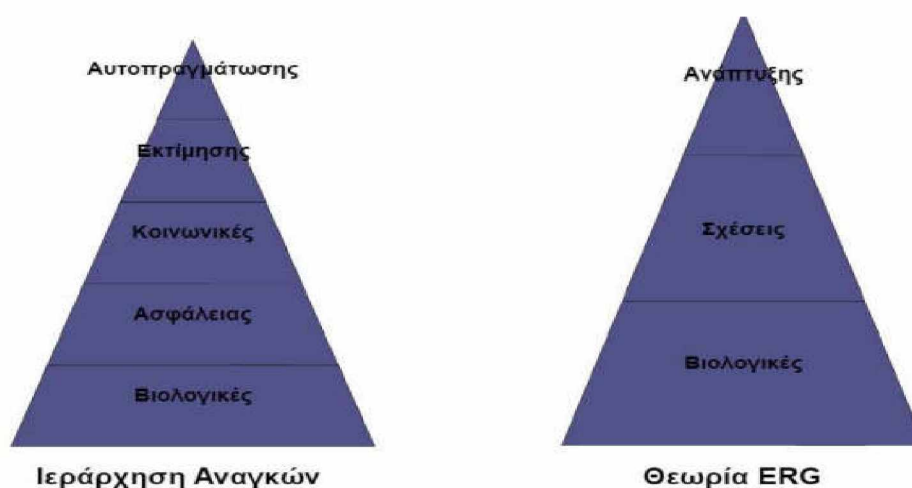 Αυτοπραγμάτωσης
Εκτίμησης
Κοινωνικές
Ασφάλειας
Βιολογικές
Ιεράρχηση Αναγκών
Ανάπτυξης
Σχέσεις
Βιολογικές
Θεωρία ERG